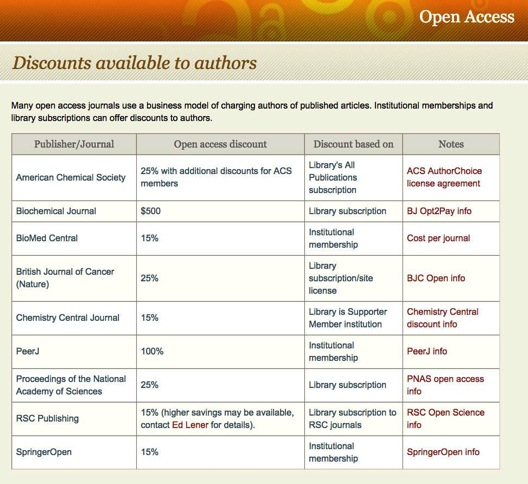 Open Access
Discounts available to authors
Many open access journals use a business model of charging authors of published articles. Institutional memberships and
library subscriptions can offer discounts to authors.
Publisher/Journal Open access discount Discount based on Notes
American Chemical Society 25% with additional discounts for ACS members Library's All Publications subscription ACS AuthorChoice license agreement
Biochemical Journal $500 Library subscription BJ Opt2Pay info
BioMed Central 15% Institutional membership Cost per journal
British Journal of Cancer (Nature) 25% Library subscription/site license BJC Open info
Chemistry Central Journal 15% Library is Supporter Member institution Chemistry Central discount info
PeerJ 100% Institutional membership PeerJ info
Proceedings of the National Academy of Sciences 25% Library subscription PNAS open access info
RSC Publishing 15% (higher savings may be available, contact Ed Lener for details). Library subscription to RSC journals RSC Open Science info
SpringerOpen 15% Institutional membership SpringerOpen info